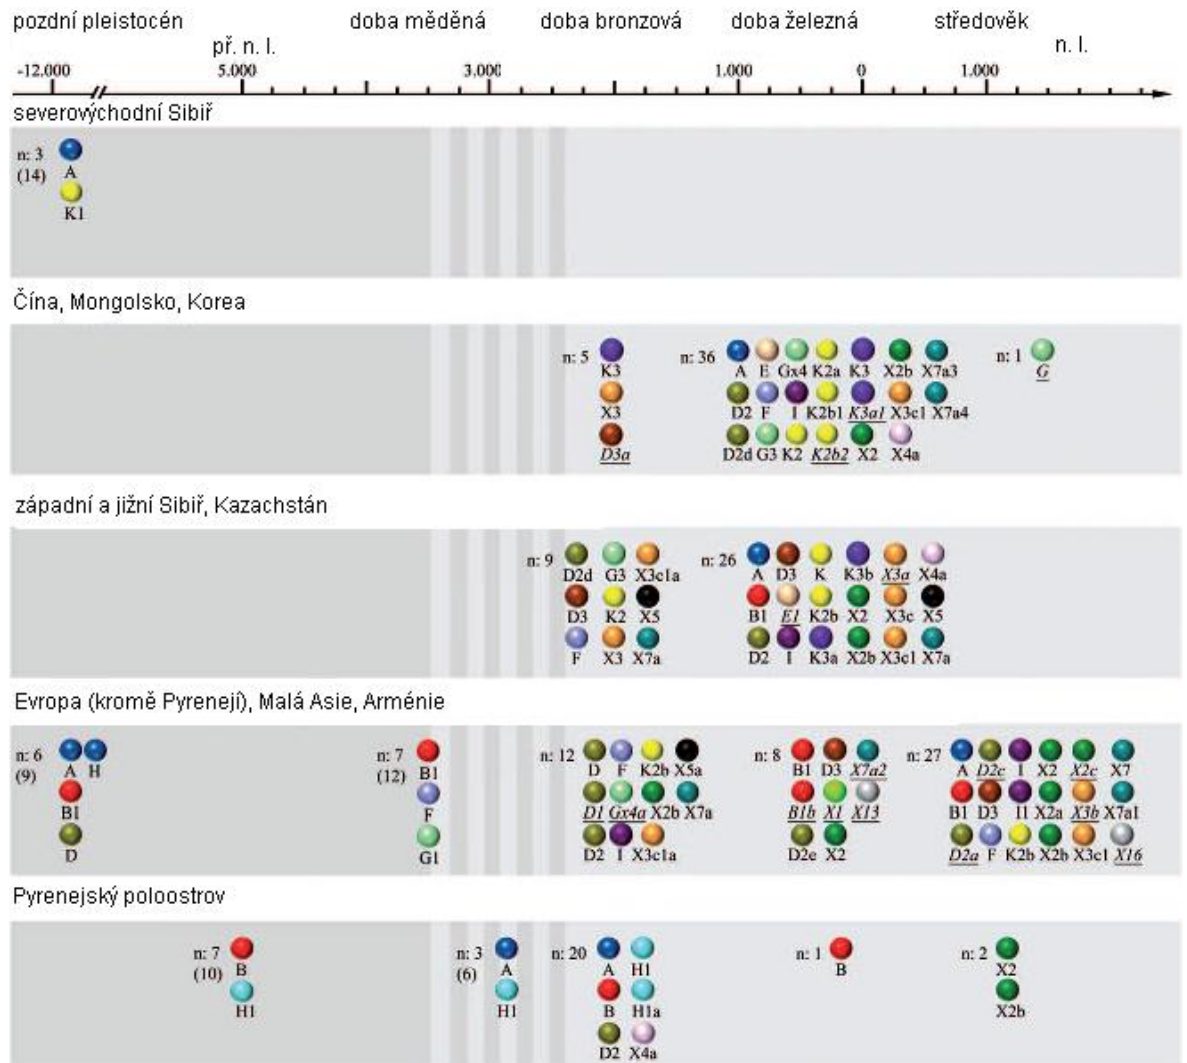 pozdní pleistocén doba měděná doba bronzová doba železná středověk
př. n. l. n. l.
-12.000 5.000 3.000 1.000 0 1.000
severovýchodní Sibiř
n: 3
(14)
A
K1
Čína, Mongolsko, Korea
n: 5 n: 36 n: 1
K3 A E Gx4 K2a K3 X2b X7a3 G
X3 D2 F I K2b1 K3a1 X3c1 X7a4
D3a D2d G3 K2 K2b2 X2 X4a
západní a jižní Sibiř, Kazachstán
n: 9 n: 26
D2d G3 X3c1a A D3 K K3b X3a X4a
D3 K2 X5 B1 E1 K2b X2 X3c X5
F X3 X7a D2 I K3a X2b X3c1 X7a
Evropa (kromě Pyrenejí), Malá Asie, Arménie
n: 6 n: 7 n: 12 n: 8 n: 27
(9) (12)
A H B1 D F K2b X5a B1 D3 X7a2 A D2c I X2 X2c X7
B1 F D1 Gx4a X2b X7a B1b X1 X13 B1 D3 I1 X2a X3b X7a1
D G1 D2 I X3c1a D2e X2 D2a F K2b X2b X3c1 X16
Pyrenejský poloostrov
n: 7 n: 3 n: 20 n: 1 n: 2
(10) (6)
B A A H1 B X2
H1 H1 B H1a X2b
D2 X4a